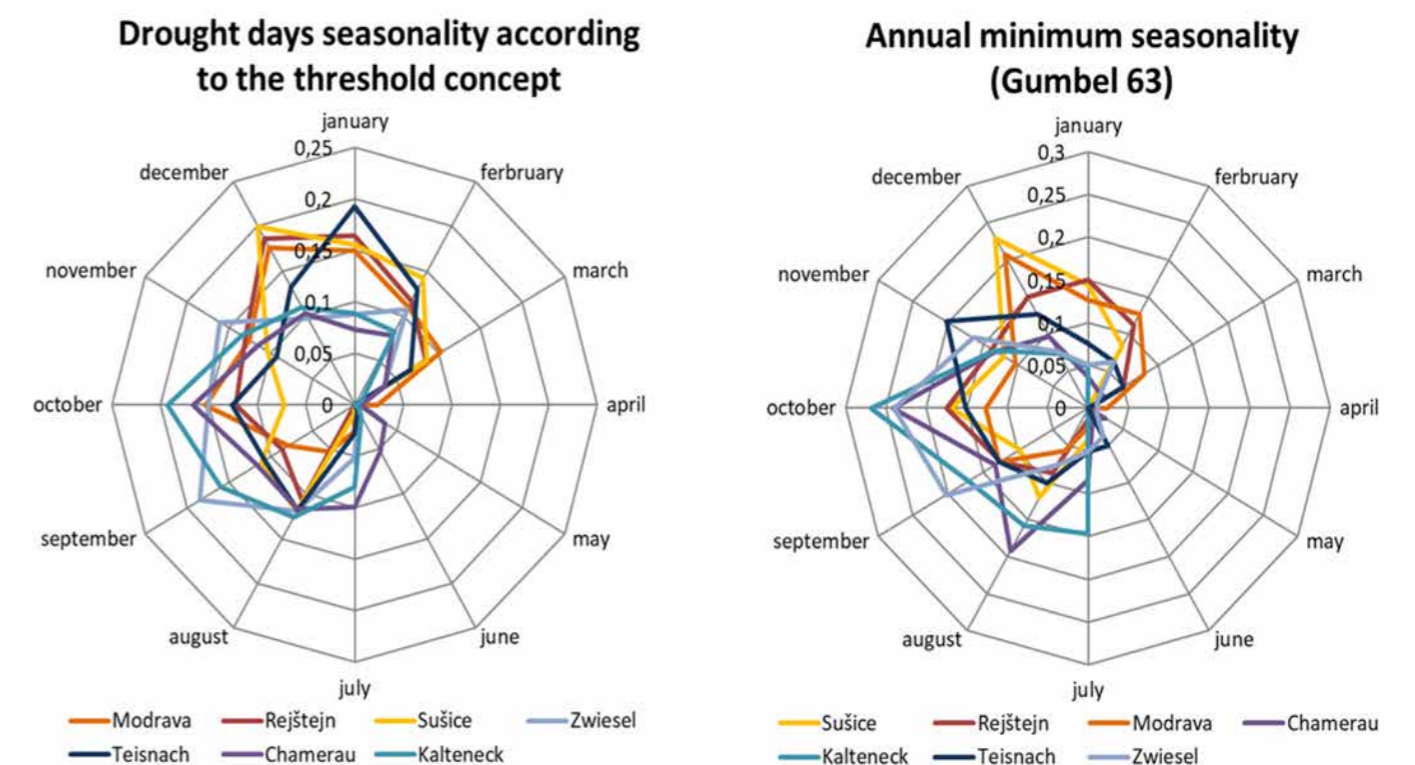 Drought days seasonality according
to the threshold concept
january
0,25
december
ferbruary
0,2
0,15
november
march
0,1
0,05
october
0
april
september
may
august
june
july
Modrava
Rejštejn
Sušice
Zwiesel
Teisnach
Chamerau
Kalteneck
Annual minimum seasonality
(Gumbel 63)
january
0,3
december
ferbruary
0,25
0,2
november
march
0,15
0,1
0,05
october
0
april
september
may
august
june
july
Sušice
Rejštejn
Modrava
Chamerau
Kalteneck
Teisnach
Zwiesel